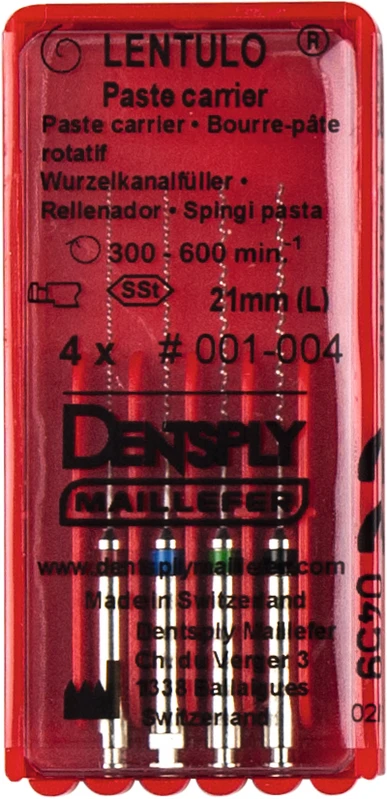 LENTULO ®
Paste carrier
Paste carrier • Bourre-pâte
rotatif
Wurzelkanalfüller •
Rellenador • Spingi pasta
300 - 600 min.-1
SSt
21mm (L)
4 x # 001-004
DENTSPLY
MAILLEFER
www.dentsplymaillefer.com
Made in Switzerland
Dentsply Maillefer
Ch. du Verger 3
1338 Ballaigues
Switzerland
0459